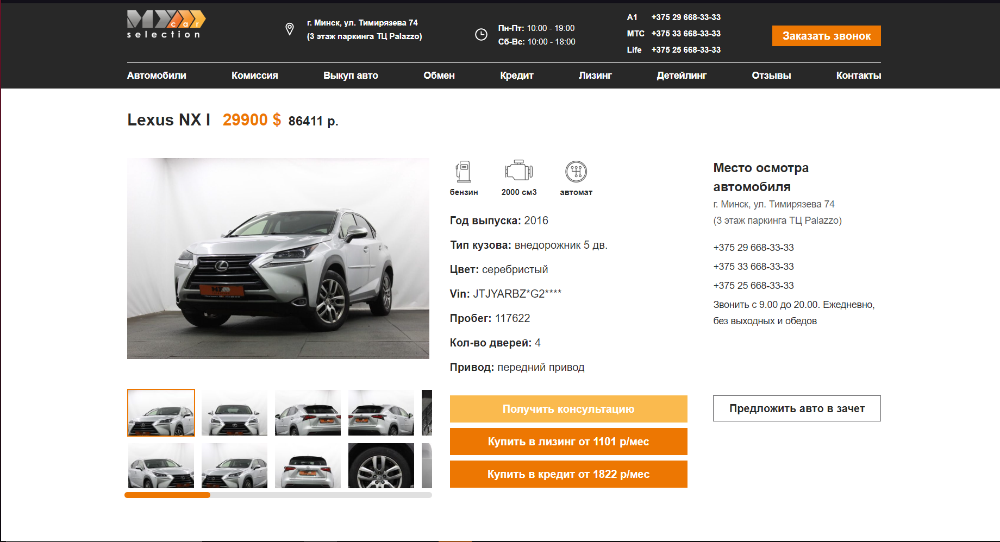 MY car
selection
г. Минск, ул. Тимирязева 74
(3 этаж паркинга ТЦ Palazzo)
Пн-Пт: 10:00 - 19:00
Сб-Вс: 10:00 - 18:00
A1 +375 29 668-33-33
МТС +375 33 668-33-33
Life +375 25 668-33-33
Заказать звонок
Автомобили Комиссия Выкуп авто Обмен Кредит Лизинг Детейлинг Отзывы Контакты
Lexus NX I 29900 $ 86411 р.
бензин 2000 см3 автомат
Год выпуска: 2016
Тип кузова: внедорожник 5 дв.
Цвет: серебристый
Vin: JTJYARBZ*G2****
Пробег: 117622
Кол-во дверей: 4
Привод: передний привод
Получить консультацию
Купить в лизинг от 1101 р/мес
Купить в кредит от 1822 р/мес
Место осмотра
автомобиля
г. Минск, ул. Тимирязева 74
(3 этаж паркинга ТЦ Palazzo)
+375 29 668-33-33
+375 33 668-33-33
+375 25 668-33-33
Звонить с 9.00 до 20.00. Ежедневно,
без выходных и обедов
Предложить авто в зачет